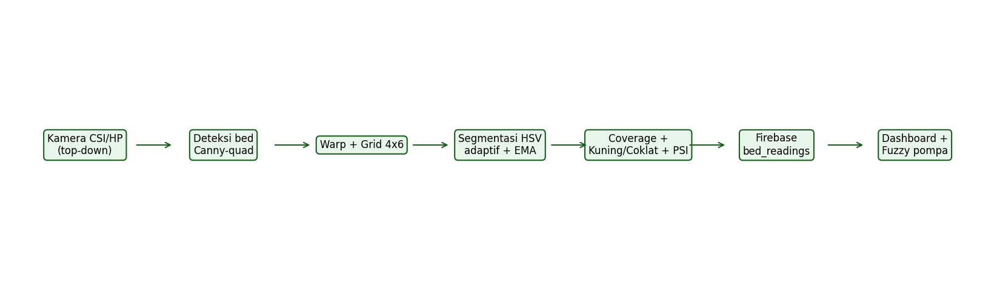 Kamera CSI/HP
(top-down)
Deteksi bed
Canny-quad
Warp + Grid 4x6
Segmentasi HSV
adaptif + EMA
Coverage +
Kuning/Coklat + PSI
Firebase
bed_readings
Dashboard +
Fuzzy pompa